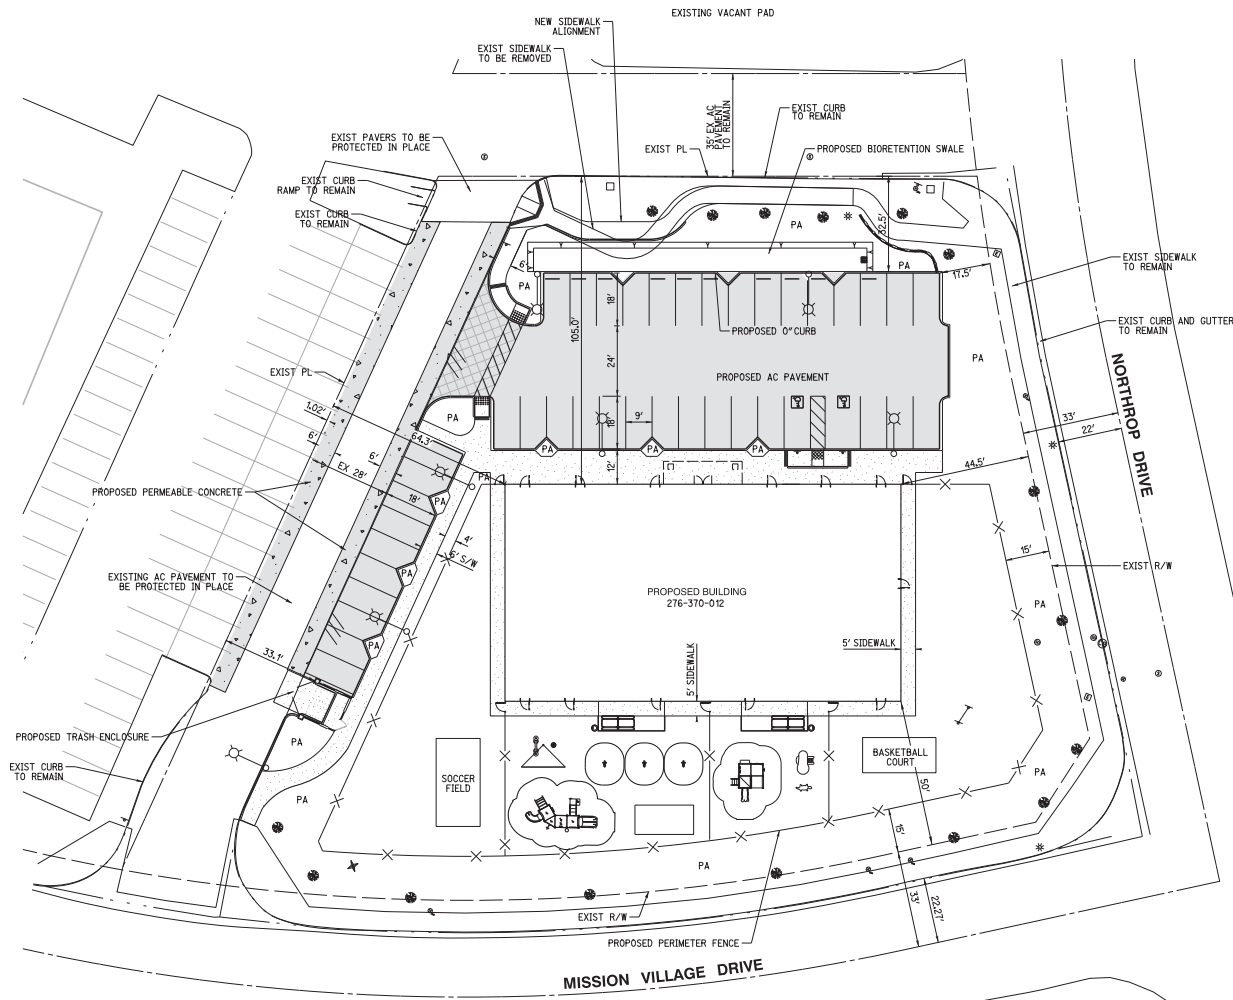 EXISTING VACANT PAD
NEW SIDEWALK
ALIGNMENT
EXIST SIDEWALK
TO BE REMOVED
35' EX AC
PAVEMENT
TO REMAIN
EXIST CURB
TO REMAIN
EXIST PAVERS TO BE
PROTECTED IN PLACE
EXIST PL
PROPOSED BIORETENTION SWALE
EXIST CURB
RAMP TO REMAIN
EXIST CURB
TO REMAIN
PA
32.5'
EXIST SIDEWALK
TO REMAIN
6'
PA
PA
17.5'
18'
105.0'
PROPOSED 0" CURB
EXIST CURB AND GUTTER
TO REMAIN
24'
PA
EXIST PL
PROPOSED AC PAVEMENT
NORTHROP DRIVE
1.02'
PA
18'
9'
33'
22'
6'
64.3'
PA
PA
PA
12'
44.5'
EX 28'
6'
PA
PROPOSED PERMEABLE CONCRETE
18'
PA
4'
5' S/W
15'
EXIST R/W
EXISTING AC PAVEMENT TO
BE PROTECTED IN PLACE
PA
PROPOSED BUILDING
276-370-012
PA
33.1'
PA
5' SIDEWALK
5' SIDEWALK
PROPOSED TRASH ENCLOSURE
PA
EXIST CURB
TO REMAIN
SOCCER
FIELD
BASKETBALL
COURT
PA
50'
PA
15'
PA
33'
22.27'
EXIST R/W
PROPOSED PERIMETER FENCE
MISSION VILLAGE DRIVE